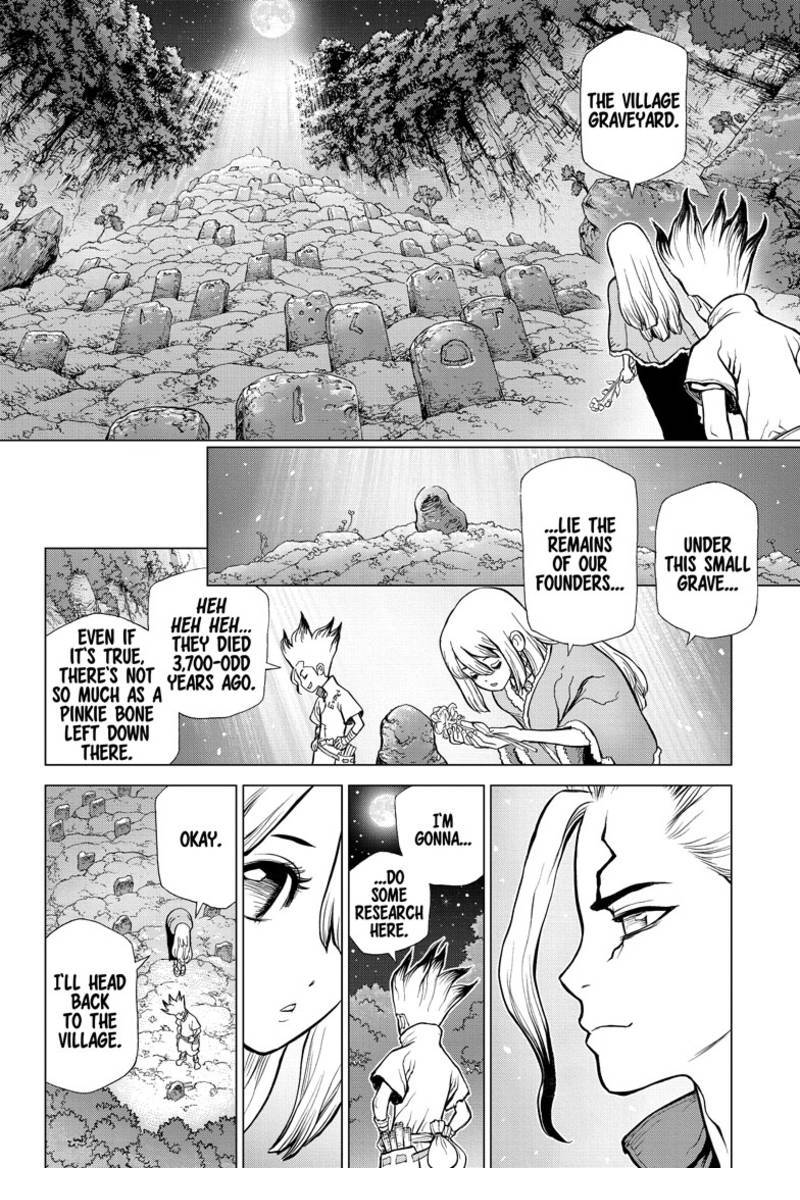 THE VILLAGE
GRAVEYARD.
UNDER
THIS SMALL
GRAVE...
...LIE THE
REMAINS
OF OUR
FOUNDERS...
HEH
HEH HEH...
THEY DIED
3,700-ODD
YEARS AGO.
EVEN IF
IT'S TRUE,
THERE'S NOT
SO MUCH AS A
PINKIE BONE
LEFT DOWN
THERE.
I'M
GONNA...
...DO
SOME
RESEARCH
HERE.
OKAY.
I'LL HEAD
BACK
TO THE
VILLAGE.